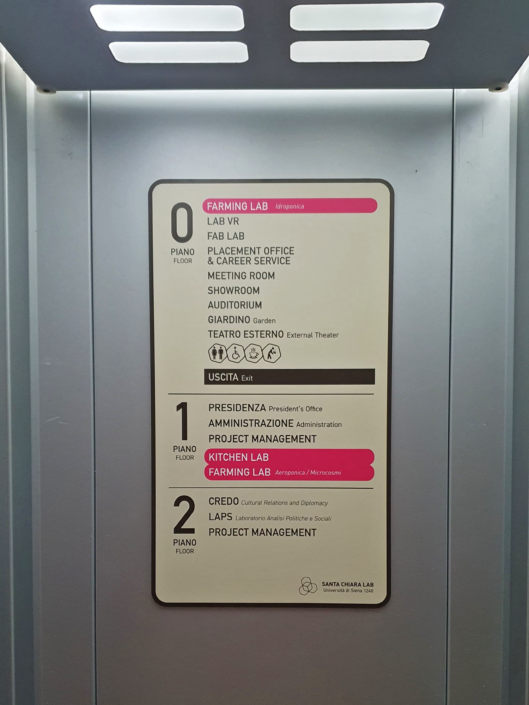 0
PIANO
FLOOR
FARMING LAB Idroponica
LAB VR
FAB LAB
PLACEMENT OFFICE
& CAREER SERVICE
MEETING ROOM
SHOWROOM
AUDITORIUM
GIARDINO Garden
TEATRO ESTERNO External Theater
USCITA Exit
1
PIANO
FLOOR
PRESIDENZA President's Office
AMMINISTRAZIONE Administration
PROJECT MANAGEMENT
KITCHEN LAB
FARMING LAB Aeroponica / Microcosmi
2
PIANO
FLOOR
CREDO Cultural Relations and Diplomacy
LAPS Laboratorio Analisi Politiche e Sociali
PROJECT MANAGEMENT
SANTA CHIARA LAB
Università di Siena 1240